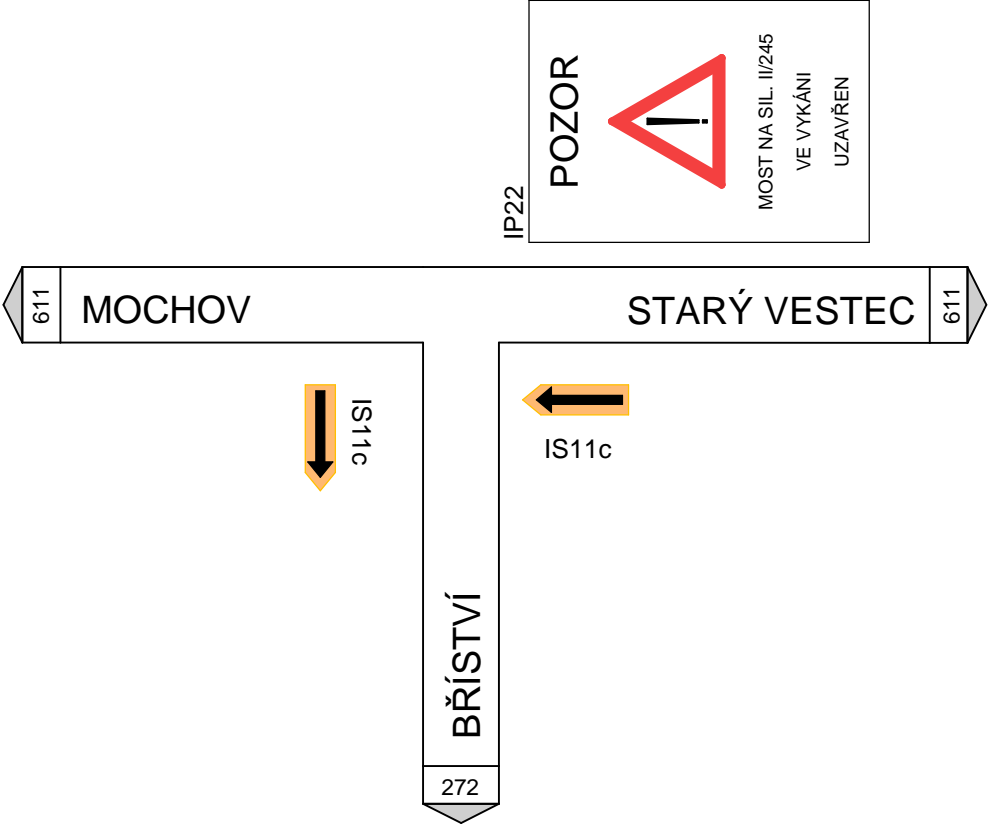 IP22
POZOR
MOST NA SIL. II/245
VE VYKÁNI
UZAVŘEN
611
MOCHOV
STARÝ VESTEC
611
IS11c
IS11c
BŘÍSTVÍ
272